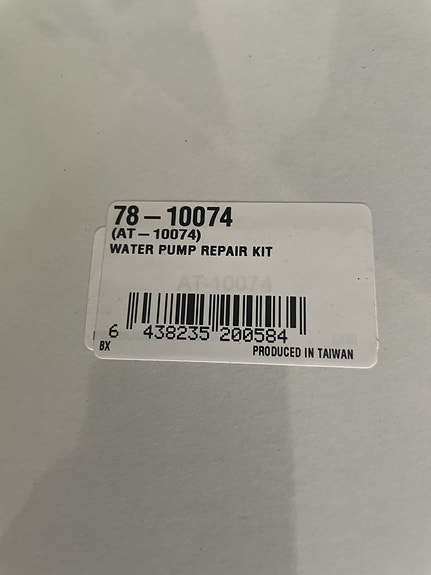 78-10074
(AT-10074)
WATER PUMP REPAIR KIT
AT-10074
6 438235 200584
BX
PRODUCED IN TAIWAN